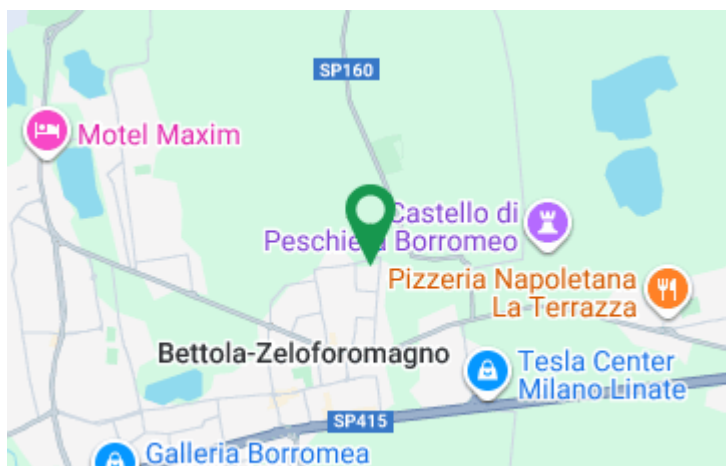 SP160
Motel Maxim
Castello di
Peschiera Borromeo
Pizzeria Napoletana
La Terrazza
Bettola-Zeloforomagno
Tesla Center
Milano Linate
SP415
Galleria Borromea